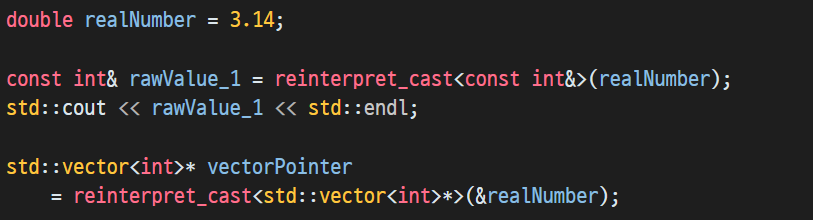 double realNumber = 3.14;
const int& rawValue_1 = reinterpret_cast<const int&>(realNumber);
std::cout << rawValue_1 << std::endl;
std::vector<int>* vectorPointer
= reinterpret_cast<std::vector<int>*>(&realNumber);